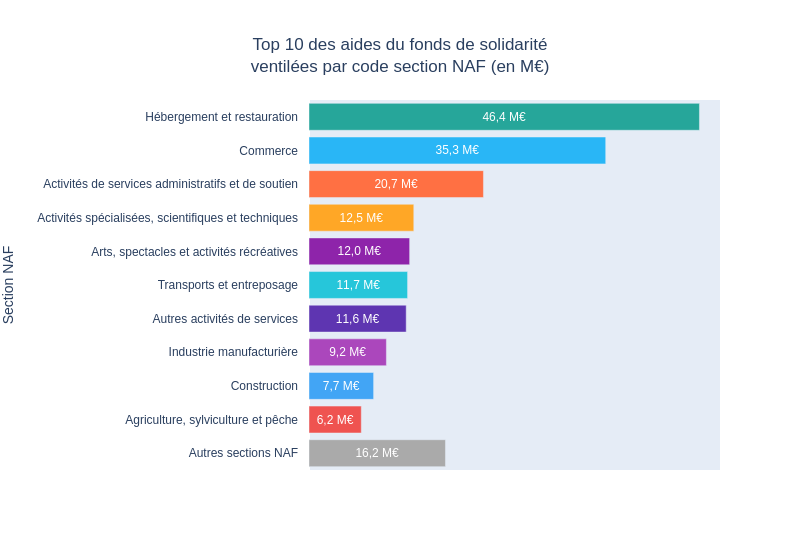 Top 10 des aides du fonds de solidarité
ventilées par code section NAF (en M€)
Section NAF
Hébergement et restauration 46,4 M€
Commerce 35,3 M€
Activités de services administratifs et de soutien 20,7 M€
Activités spécialisées, scientifiques et techniques 12,5 M€
Arts, spectacles et activités récréatives 12,0 M€
Transports et entreposage 11,7 M€
Autres activités de services 11,6 M€
Industrie manufacturière 9,2 M€
Construction 7,7 M€
Agriculture, sylviculture et pêche 6,2 M€
Autres sections NAF 16,2 M€